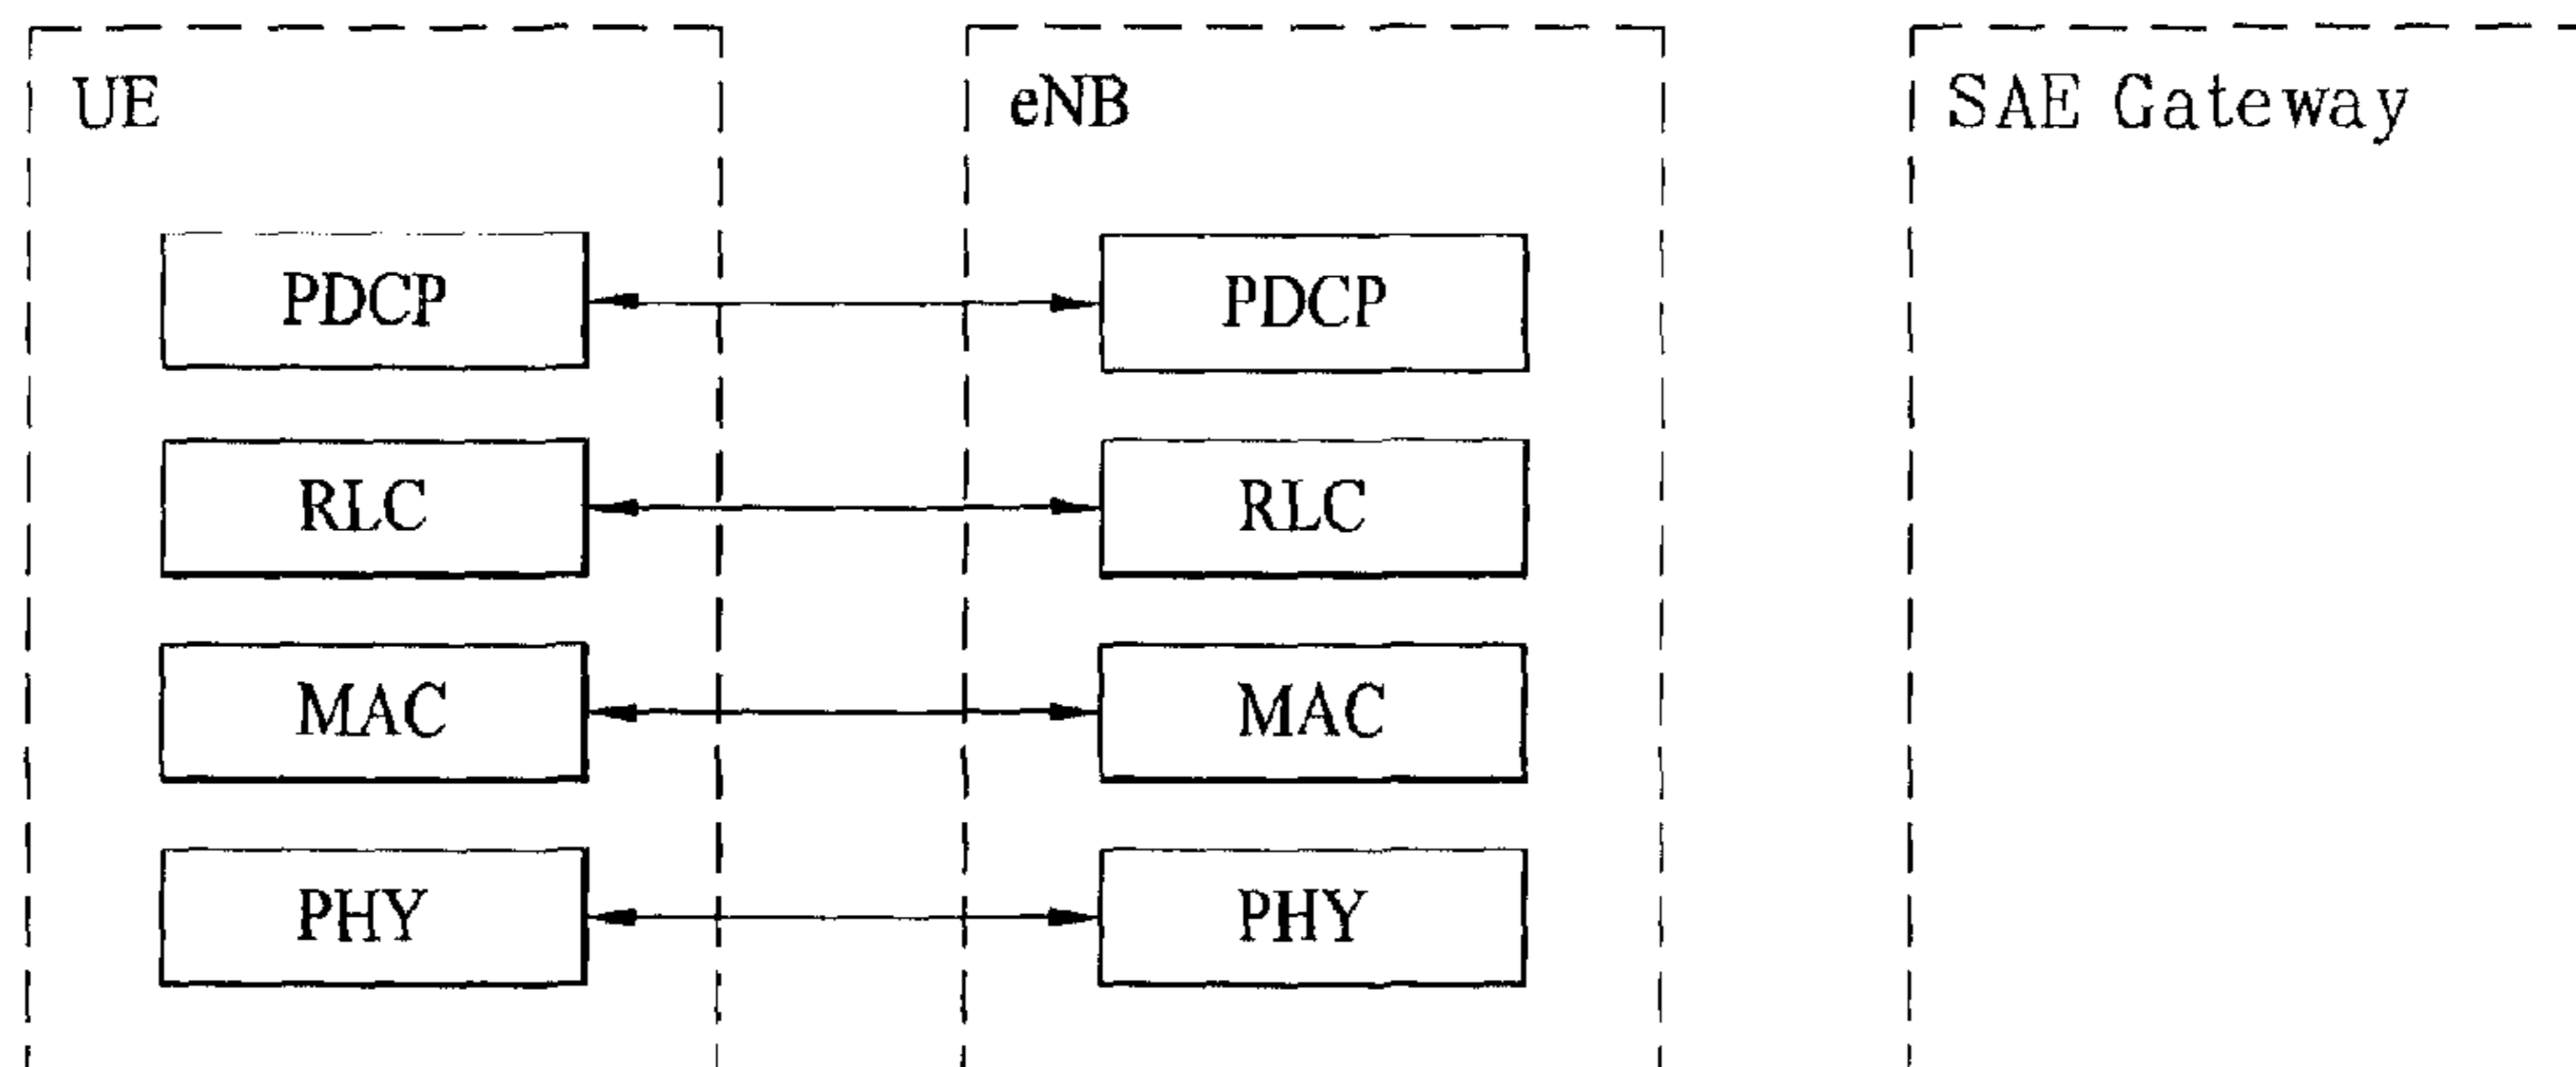 UE eNB SAE Gateway
PDCP PDCP
RLC RLC
MAC MAC
PHY PHY